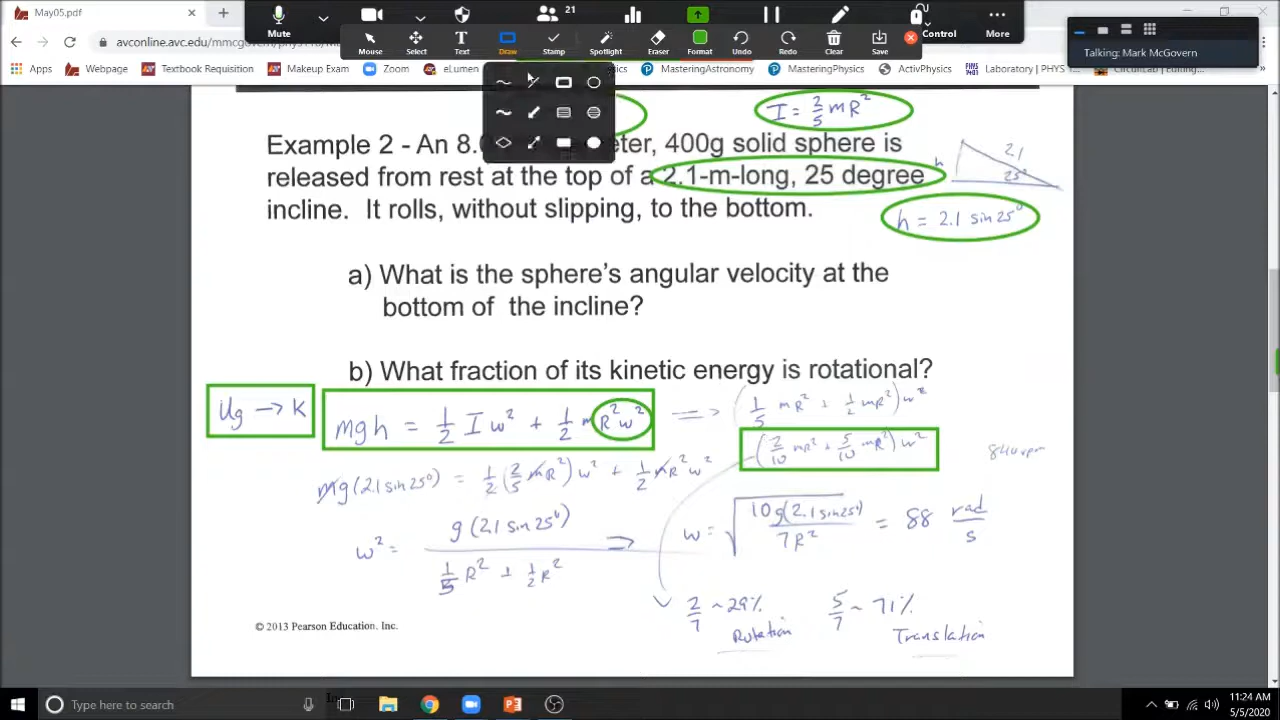 May05.pdf
21
Talking: Mark McGovern
Mute
Control
More
Mouse
Select
Text
Draw
Stamp
Spotlight
Eraser
Format
Undo
Redo
Clear
Save
avconline.avc.edu/mmcgovern/phys
Apps
Webpage
Textbook Requisition
Makeup Exam
Zoom
eLumen
MasteringAstronomy
MasteringPhysics
ActivPhysics
Laboratory | PHYS
CircuitLab | Editing...
I = 2/5 mR²
Example 2 - An 8. eter, 400g solid sphere is
released from rest at the top of a 2.1-m-long, 25 degree
incline. It rolls, without slipping, to the bottom.
h
2.1
25°
h = 2.1 sin 25°
a) What is the sphere's angular velocity at the
bottom of the incline?
b) What fraction of its kinetic energy is rotational?
Ug → K
mgh = 1/2 I ω² + 1/2 m R² ω²
⇒ (1/5 mR² + 1/2 mR²) ω²
(2/10 mR² + 5/10 mR²) ω²
840 rpm
mg(2.1 sin 25°) = 1/2 (2/5 mR²) ω² + 1/2 mR² ω²
ω² = g(2.1 sin 25°) / 1/5 R² + 1/2 R² ⇒
ω = √10g(2.1 sin 25°) / 7R² = 88 rad/s
2/7 ~ 29%
Rotation
5/7 ~ 71%
Translation
© 2013 Pearson Education, Inc.
Type here to search
11:24 AM
5/5/2020